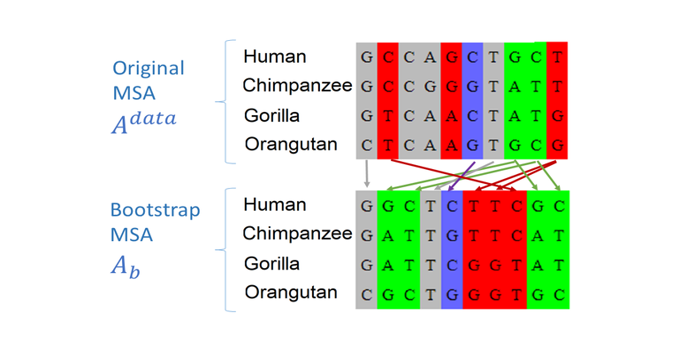 Original
MSA
A^data
Human G C C A G C T G C T
Chimpanzee G C C G G G T A T T
Gorilla G T C A A C T A T G
Orangutan C T C A A G T G C G
Bootstrap
MSA
A_b
Human G G C T C T T C G C
Chimpanzee G A T T G T T C A T
Gorilla G A T T C G G T A T
Orangutan C G C T G G G T G C